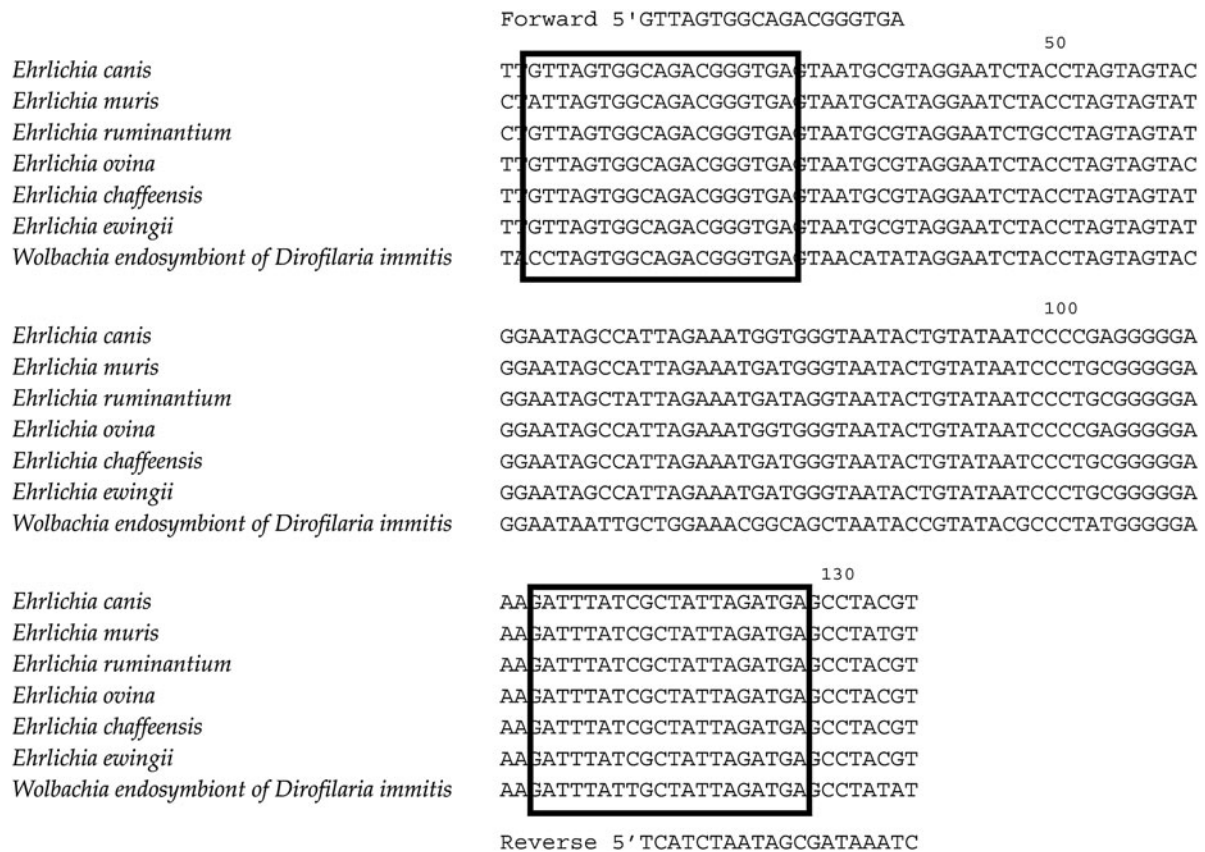 Forward 5'GTTAGTGGCAGACGGGTGA
50
Ehrlichia canis TTGTTAGTGGCAGACGGGTGAGTAATGCGTAGGAATCTACCTAGTAGTAC
Ehrlichia muris CTATTAGTGGCAGACGGGTGAGTAATGCATAGGAATCTACCTAGTAGTAT
Ehrlichia ruminantium CTGTTAGTGGCAGACGGGTGAGTAATGCGTAGGAATCTGCCTAGTAGTAT
Ehrlichia ovina TTGTTAGTGGCAGACGGGTGAGTAATGCGTAGGAATCTACCTAGTAGTAC
Ehrlichia chaffeensis TTGTTAGTGGCAGACGGGTGAGTAATGCGTAGGAATCTACCTAGTAGTAT
Ehrlichia ewingii TTGTTAGTGGCAGACGGGTGAGTAATGCGTAGGAATCTACCTAGTAGTAT
Wolbachia endosymbiont of Dirofilaria immitis TACCTAGTGGCAGACGGGTGAGTAACATATAGGAATCTACCTAGTAGTAC
100
Ehrlichia canis GGAATAGCCATTAGAAATGGTGGGTAATACTGTATAATCCCCGAGGGGGA
Ehrlichia muris GGAATAGCCATTAGAAATGATGGGTAATACTGTATAATCCCTGCGGGGGA
Ehrlichia ruminantium GGAATAGCTATTAGAAATGATAGGTAATACTGTATAATCCCTGCGGGGGA
Ehrlichia ovina GGAATAGCCATTAGAAATGGTGGGTAATACTGTATAATCCCCGAGGGGGA
Ehrlichia chaffeensis GGAATAGCCATTAGAAATGATGGGTAATACTGTATAATCCCTGCGGGGGA
Ehrlichia ewingii GGAATAGCCATTAGAAATGATGGGTAATACTGTATAATCCCTGCGGGGGA
Wolbachia endosymbiont of Dirofilaria immitis GGAATAATTGCTGGAAACGGCAGCTAATACCGTATACGCCCTATGGGGGA
130
Ehrlichia canis AAGATTTATCGCTATTAGATGAGCCTACGT
Ehrlichia muris AAGATTTATCGCTATTAGATGAGCCTATGT
Ehrlichia ruminantium AAGATTTATCGCTATTAGATGAGCCTACGT
Ehrlichia ovina AAGATTTATCGCTATTAGATGAGCCTACGT
Ehrlichia chaffeensis AAGATTTATCGCTATTAGATGAGCCTACGT
Ehrlichia ewingii AAGATTTATCGCTATTAGATGAGCCTACGT
Wolbachia endosymbiont of Dirofilaria immitis AAGATTTATTGCTATTAGATGAGCCTATAT
Reverse 5’TCATCTAATAGCGATAAATC